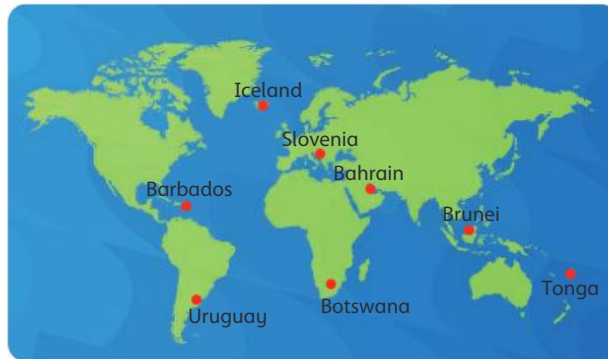 Iceland
Slovenia
Bahrain
Barbados
Brunei
Tonga
Botswana
Uruguay